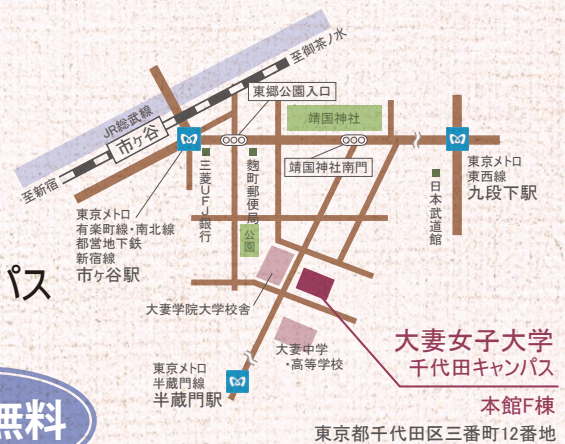 至御茶ノ水
東郷公園入口
靖国神社
JR総武線
市ヶ谷
至新宿
三菱UFJ銀行
麹町郵便局
靖国神社南門
東京メトロ
東西線
九段下駅
日本武道館
東京メトロ
有楽町線・南北線
都営地下鉄
新宿線
市ヶ谷駅
公園
パス
大妻学院大学校舎
大妻中学
・高等学校
東京メトロ
半蔵門線
半蔵門駅
大妻女子大学
千代田キャンパス
本館F棟
東京都千代田区三番町12番地
無料